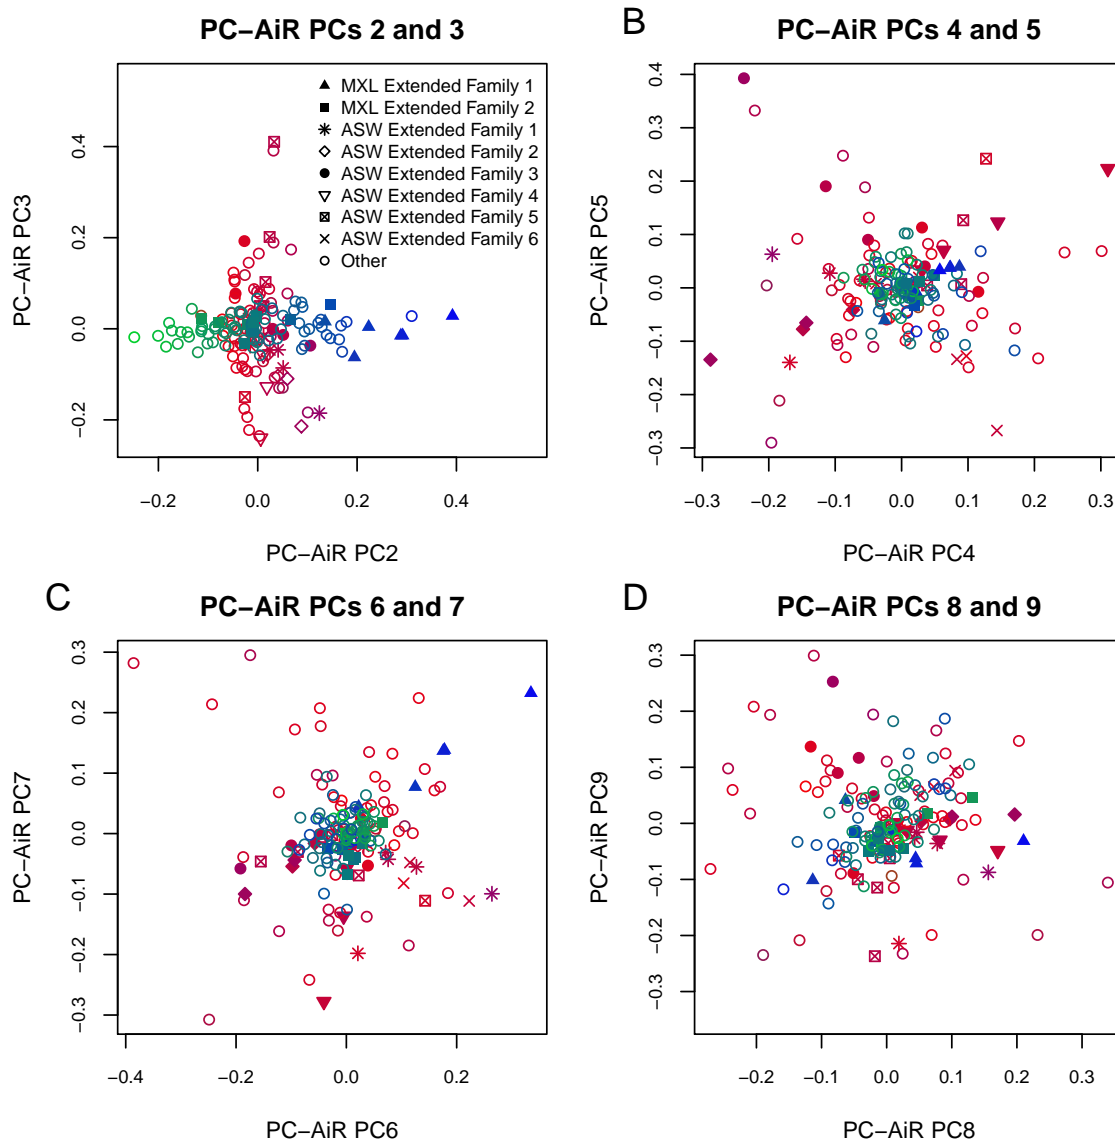 PC−AiR PCs 2 and 3
PC−AiR PC3
0.4
0.2
0.0
−0.2
MXL Extended Family 1
MXL Extended Family 2
ASW Extended Family 1
ASW Extended Family 2
ASW Extended Family 3
ASW Extended Family 4
ASW Extended Family 5
ASW Extended Family 6
Other
−0.2 0.0 0.2 0.4
PC−AiR PC2
B
PC−AiR PCs 4 and 5
PC−AiR PC5
0.4
0.3
0.2
0.1
0.0
−0.1
−0.2
−0.3
−0.3 −0.2 −0.1 0.0 0.1 0.2 0.3
PC−AiR PC4
C
PC−AiR PCs 6 and 7
PC−AiR PC7
0.3
0.2
0.1
0.0
−0.1
−0.2
−0.3
−0.4 −0.2 0.0 0.2
PC−AiR PC6
D
PC−AiR PCs 8 and 9
PC−AiR PC9
0.3
0.2
0.1
0.0
−0.1
−0.2
−0.3
−0.2 −0.1 0.0 0.1 0.2 0.3
PC−AiR PC8